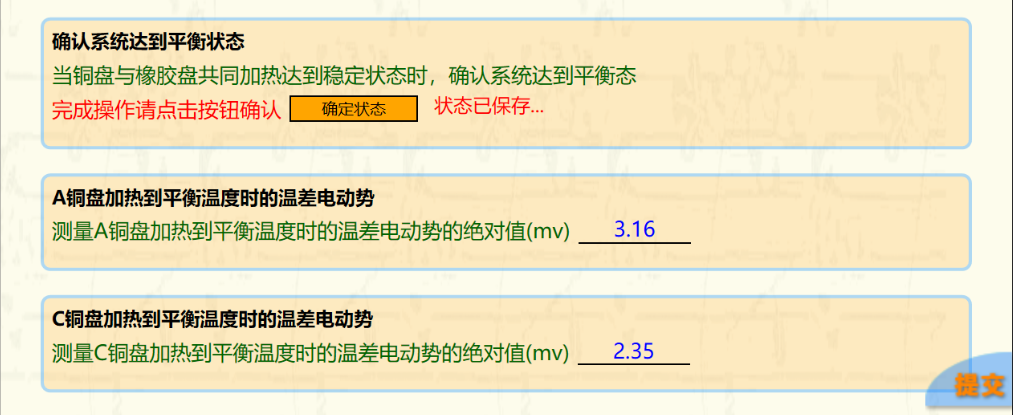 确认系统达到平衡状态
当铜盘与橡胶盘共同加热达到稳定状态时，确认系统达到平衡态
完成操作请点击按钮确认 确定状态 状态已保存...
A铜盘加热到平衡温度时的温差电动势
测量A铜盘加热到平衡温度时的温差电动势的绝对值(mv) 3.16
C铜盘加热到平衡温度时的温差电动势
测量C铜盘加热到平衡温度时的温差电动势的绝对值(mv) 2.35
提交